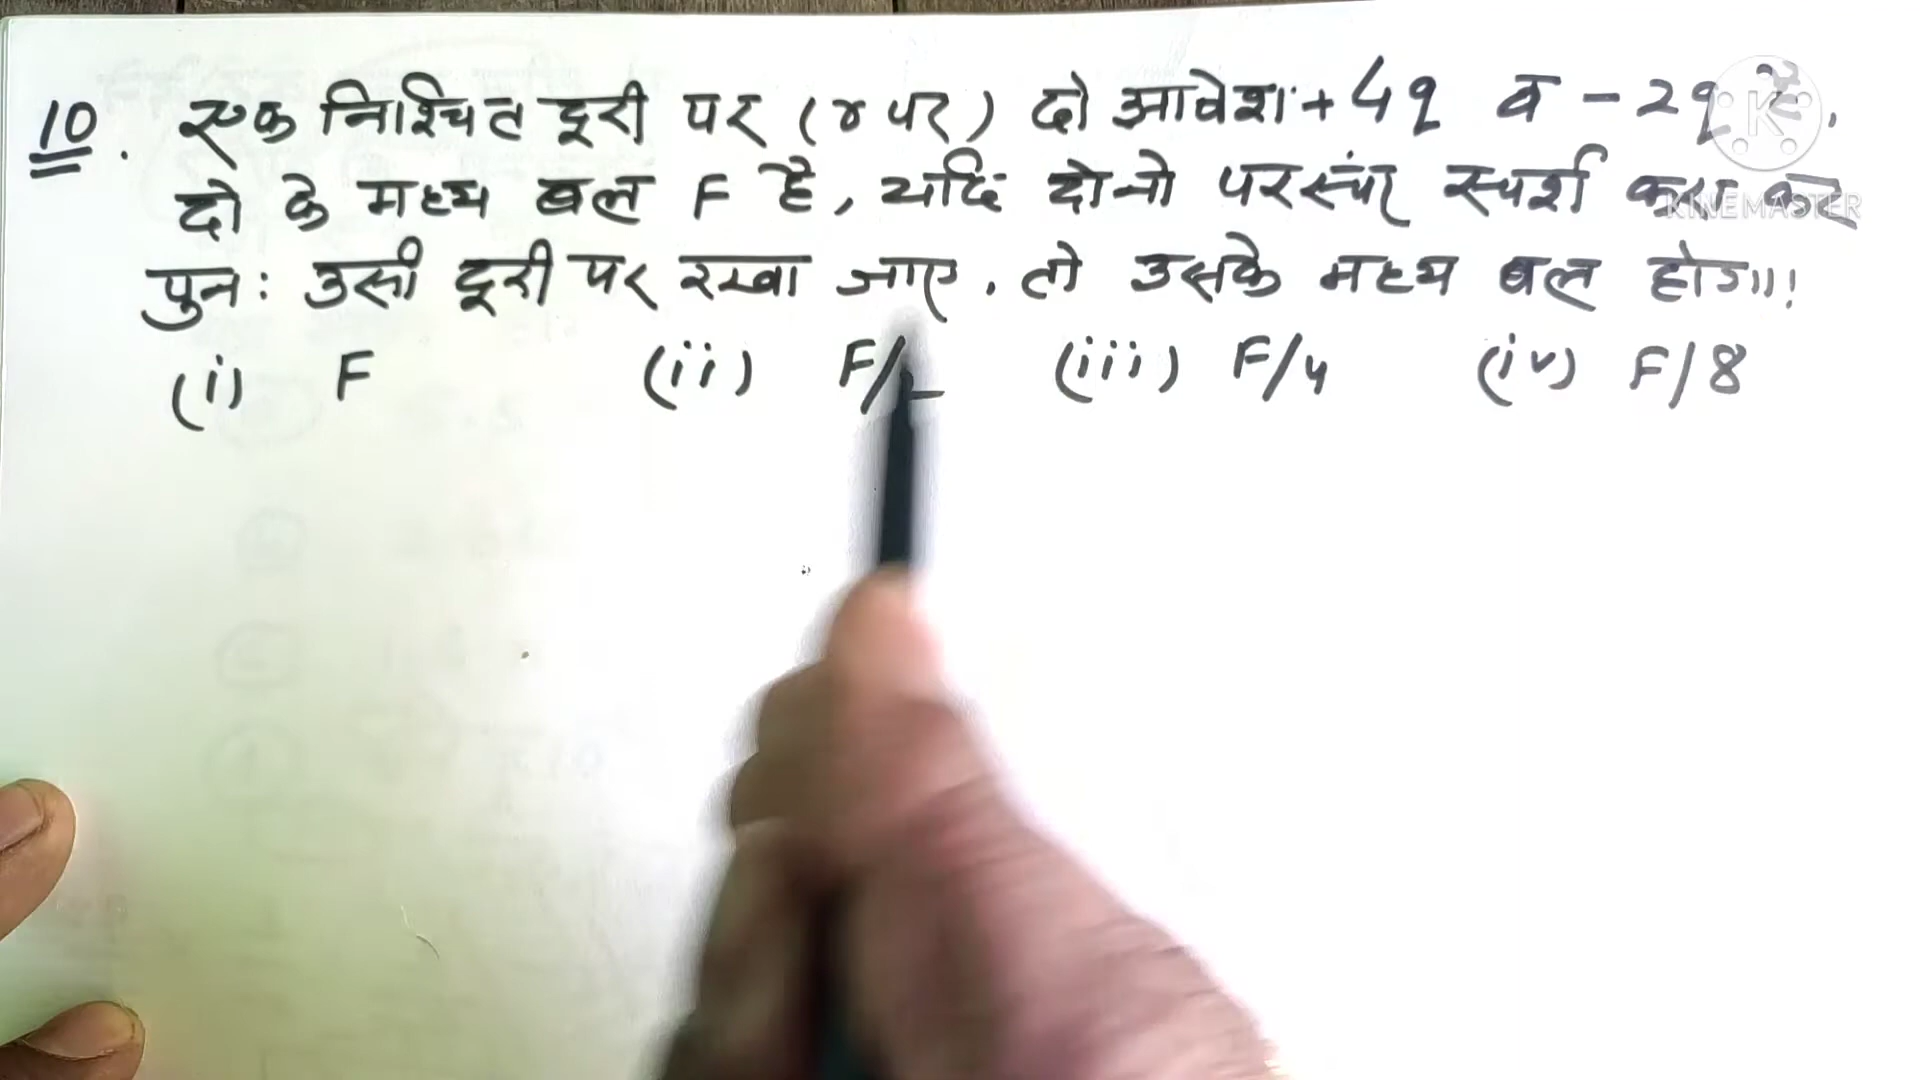 10. एक निश्चित दूरी पर (r पर) दो आवेश +4q व -2q है,
दो के मध्य बल F है, यदि दोनो परस्पर स्पर्श करा कर
पुनः उसी दूरी पर रखा जाए, तो उसके मध्य बल होगा!
(i) F (ii) F/2 (iii) F/4 (iv) F/8
KINEMASTER